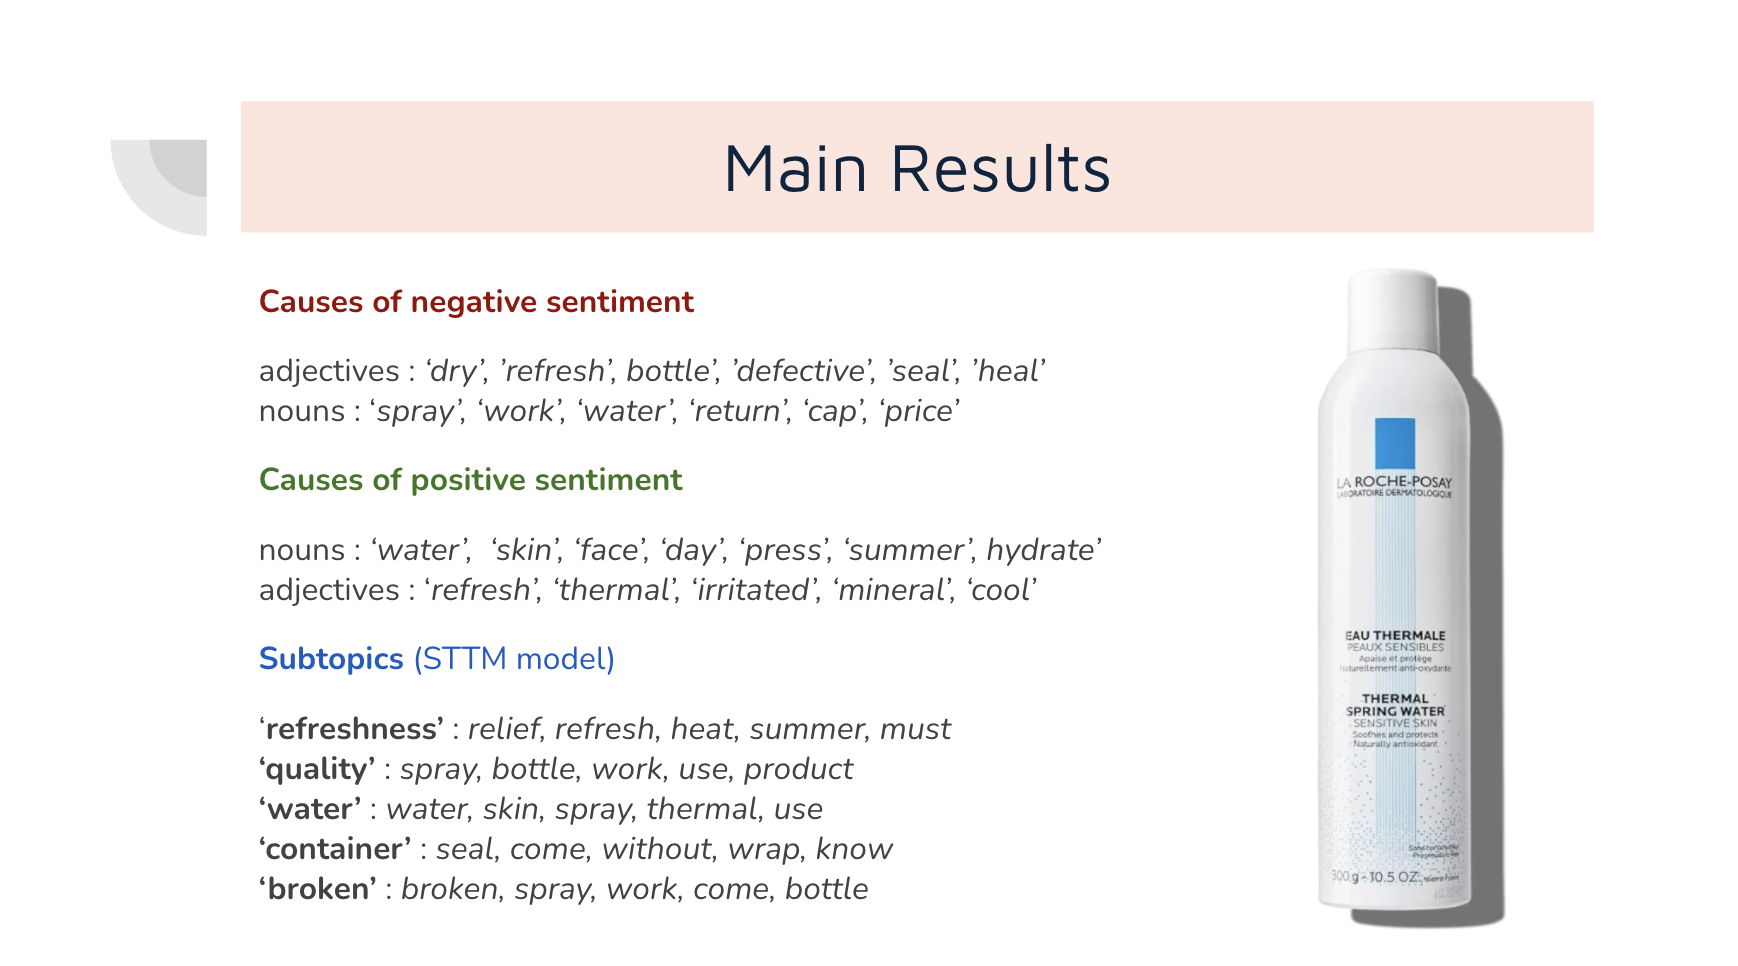 Main Results
Causes of negative sentiment
adjectives : ‘dry’, ’refresh’, bottle’, ’defective’, ’seal’, ’heal’
nouns : ‘spray’, ‘work’, ‘water’, ‘return’, ‘cap’, ‘price’
Causes of positive sentiment
nouns : ‘water’,  ‘skin’, ‘face’, ‘day’, ‘press’, ‘summer’, hydrate’
adjectives : ‘refresh’, ‘thermal’, ‘irritated’, ‘mineral’, ‘cool’
Subtopics (STTM model)
‘refreshness’ : relief, refresh, heat, summer, must
‘quality’ : spray, bottle, work, use, product
‘water’ : water, skin, spray, thermal, use
‘container’ : seal, come, without, wrap, know
‘broken’ : broken, spray, work, come, bottle
LA ROCHE-POSAY
LABORATOIRE DERMATOLOGIQUE
EAU THERMALE
PEAUX SENSIBLES
Apaise et protège
Naturellement anti-oxydante
THERMAL
SPRING WATER
SENSITIVE SKIN
Soothes and protects
Naturally antioxidant
300 g - 10.5 OZ.